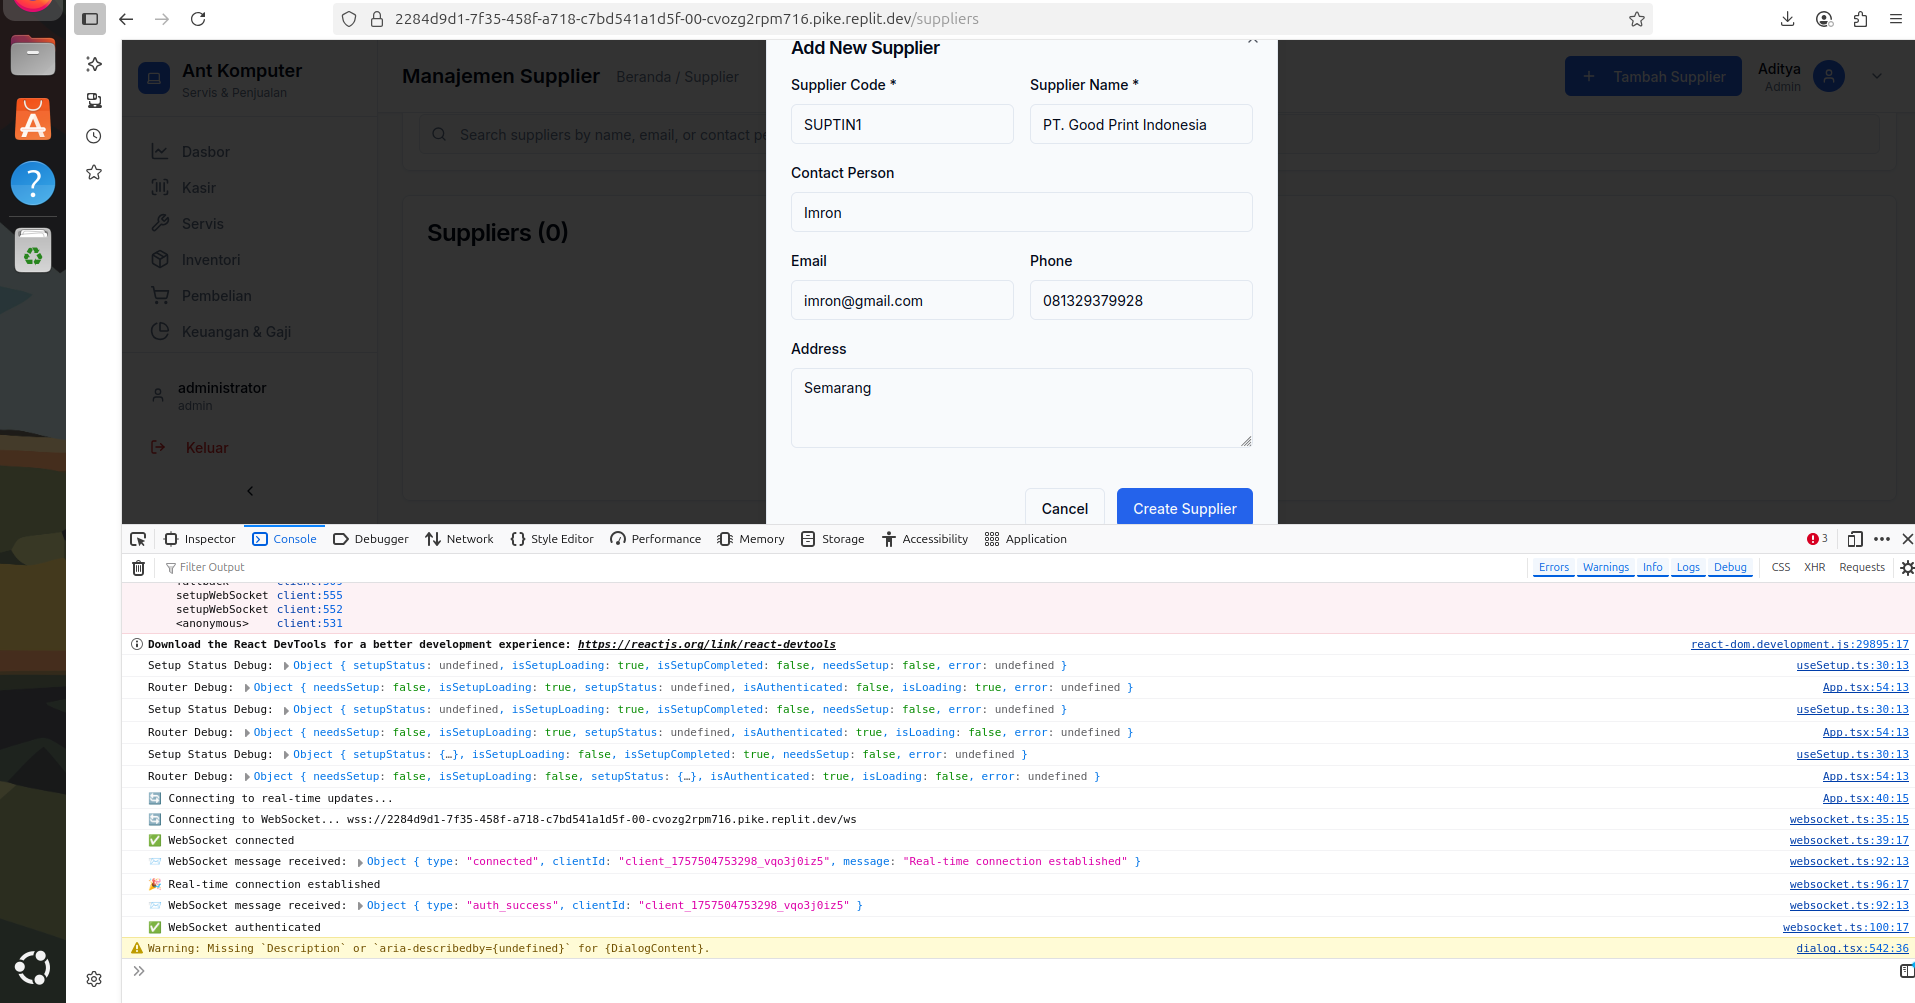 2284d9d1-7f35-458f-a718-c7bd541a1d5f-00-cvozg2rpm716.pike.replit.dev/suppliers
Ant Komputer
Servis & Penjualan
Manajemen Supplier
Beranda / Supplier
Tambah Supplier
Aditya
Admin
Search suppliers by name, email, or contact pe
Dasbor
Kasir
Servis
Inventori
Pembelian
Keuangan & Gaji
administrator
admin
Keluar
Suppliers (0)
Add New Supplier
Supplier Code * Supplier Name *
SUPTIN1 PT. Good Print Indonesia
Contact Person
Imron
Email Phone
imron@gmail.com 081329379928
Address
Semarang
Cancel Create Supplier
Inspector Console Debugger Network Style Editor Performance Memory Storage Accessibility Application 3
Filter Output Errors Warnings Info Logs Debug CSS XHR Requests
setupWebSocket client:555
setupWebSocket client:552
<anonymous> client:531
Download the React DevTools for a better development experience: https://reactjs.org/link/react-devtools react-dom.development.js:29895:17
Setup Status Debug: Object { setupStatus: undefined, isSetupLoading: true, isSetupCompleted: false, needsSetup: false, error: undefined } useSetup.ts:30:13
Router Debug: Object { needsSetup: false, isSetupLoading: true, setupStatus: undefined, isAuthenticated: false, isLoading: true, error: undefined } App.tsx:54:13
Setup Status Debug: Object { setupStatus: undefined, isSetupLoading: true, isSetupCompleted: false, needsSetup: false, error: undefined } useSetup.ts:30:13
Router Debug: Object { needsSetup: false, isSetupLoading: true, setupStatus: undefined, isAuthenticated: true, isLoading: false, error: undefined } App.tsx:54:13
Setup Status Debug: Object { setupStatus: {…}, isSetupLoading: false, isSetupCompleted: true, needsSetup: false, error: undefined } useSetup.ts:30:13
Router Debug: Object { needsSetup: false, isSetupLoading: false, setupStatus: {…}, isAuthenticated: true, isLoading: false, error: undefined } App.tsx:54:13
🔄 Connecting to real-time updates... App.tsx:40:15
🔄 Connecting to WebSocket... wss://2284d9d1-7f35-458f-a718-c7bd541a1d5f-00-cvozg2rpm716.pike.replit.dev/ws websocket.ts:35:15
✅ WebSocket connected websocket.ts:39:17
📨 WebSocket message received: Object { type: "connected", clientId: "client_1757504753298_vqo3j0iz5", message: "Real-time connection established" } websocket.ts:92:13
🎉 Real-time connection established websocket.ts:96:17
📨 WebSocket message received: Object { type: "auth_success", clientId: "client_1757504753298_vqo3j0iz5" } websocket.ts:92:13
✅ WebSocket authenticated websocket.ts:100:17
Warning: Missing `Description` or `aria-describedby={undefined}` for {DialogContent}. dialog.tsx:542:36